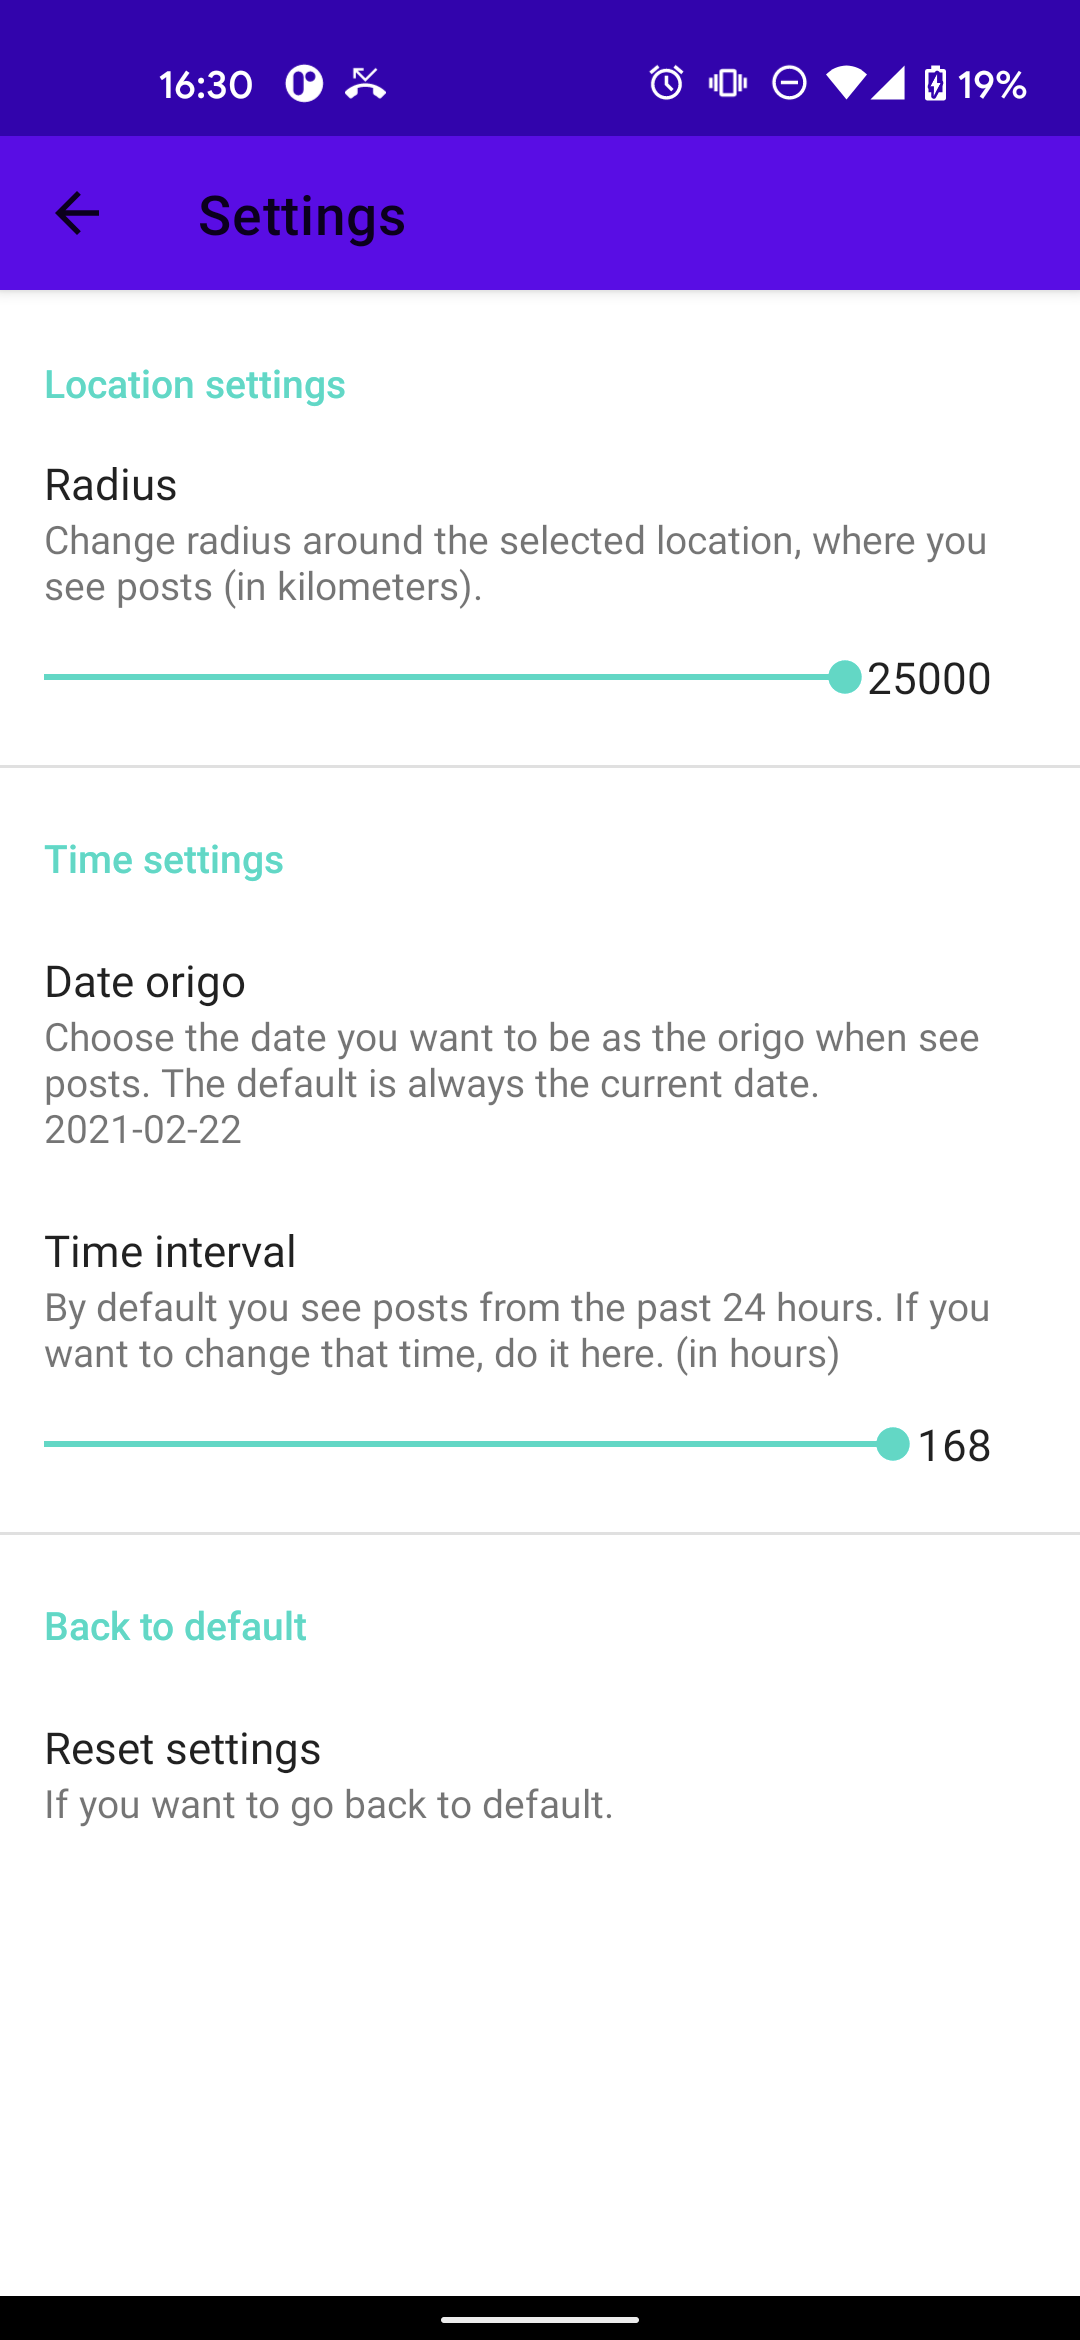 16:30 19%
Settings
Location settings
Radius
Change radius around the selected location, where you
see posts (in kilometers).
25000
Time settings
Date origo
Choose the date you want to be as the origo when see
posts. The default is always the current date.
2021-02-22
Time interval
By default you see posts from the past 24 hours. If you
want to change that time, do it here. (in hours)
168
Back to default
Reset settings
If you want to go back to default.